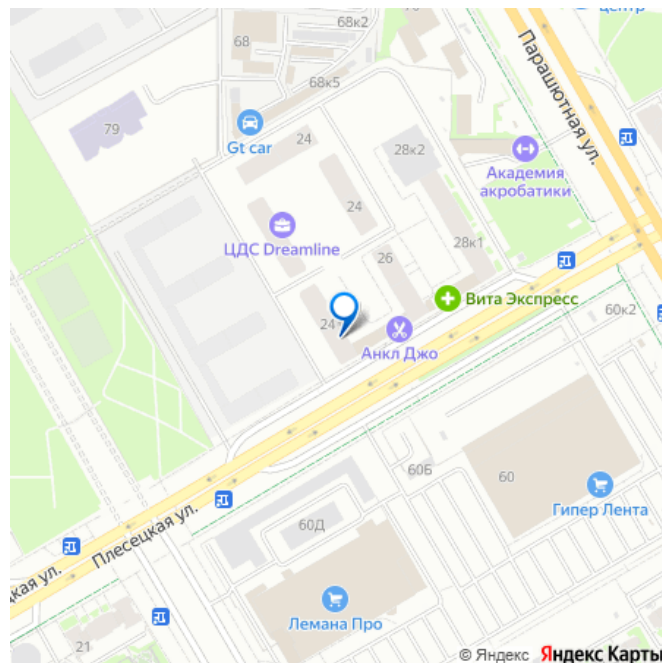 центр
68к2
68
68к5
Парашютная ул.
79
Gt car
24
28к2
Академия
акробатики
24
ЦДС Dreamline
28к1
26
Вита Экспресс
24
Анкл Джо
60к2
60Б
60
Гипер Лента
Плесецкая ул.
60Д
цкая ул.
Лемана Про
21
© Яндекс Яндекс Карты